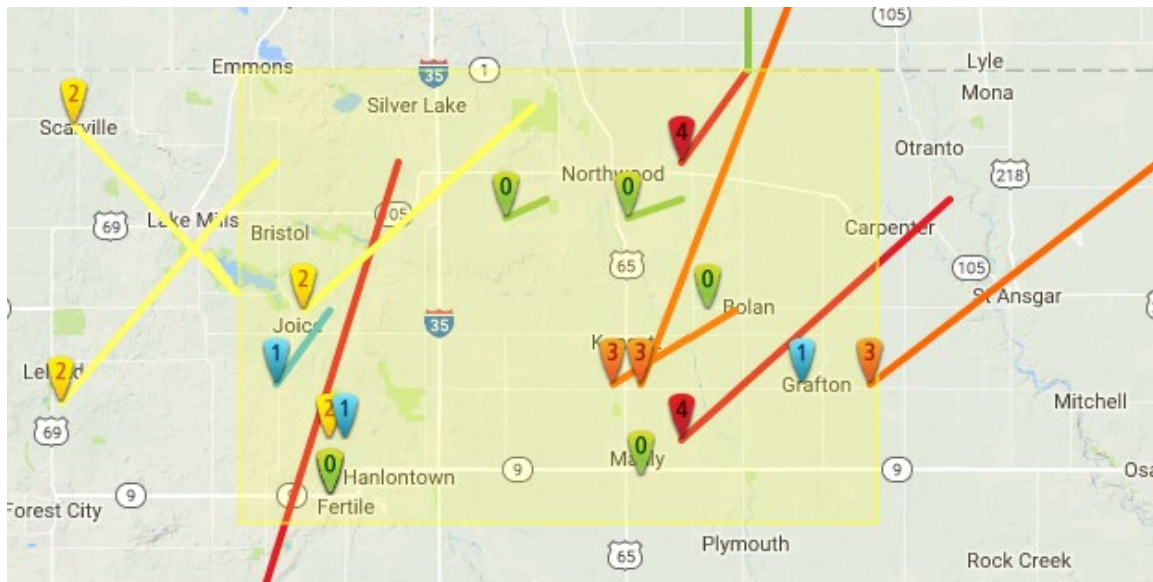 105
Emmons
35
1
Lyle
2
Silver Lake
Mona
Scarville
4
Otranto
Northwood
218
0
0
105
69
Lake Mills
Bristol
Carpenter
65
105
2
0
St Ansgar
Joice
35
Bolan
2
1
3
3
1
3
Grafton
Mitchell
69
2
1
4
0
0
Hanlontown
9
9
9
9
Fertile
Forest City
Plymouth
65
Rock Creek